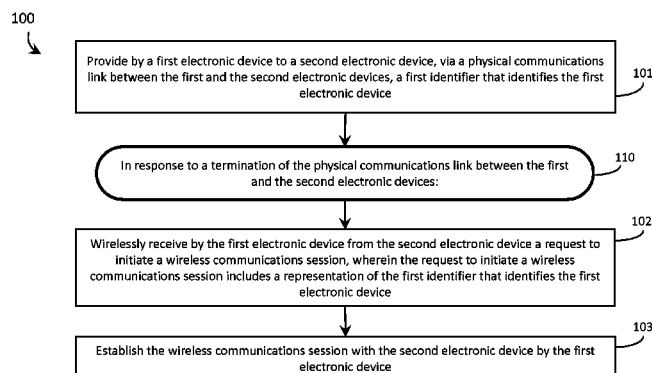 100
Provide by a first electronic device to a second electronic device, via a physical communications
link between the first and the second electronic devices, a first identifier that identifies the first
electronic device
101
In response to a termination of the physical communications link between the first
and the second electronic devices:
110
Wirelessly receive by the first electronic device from the second electronic device a request to
initiate a wireless communications session, wherein the request to initiate a wireless
communications session includes a representation of the first identifier that identifies the first
electronic device
102
Establish the wireless communications session with the second electronic device by the first
electronic device
103